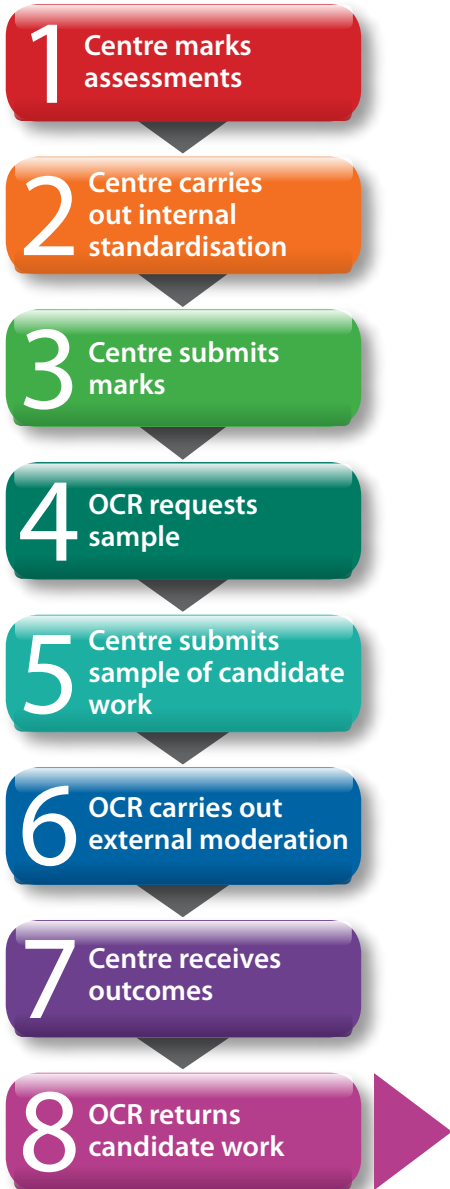 1
Centre marks
assessments
2
Centre carries
out internal
standardisation
3
Centre submits
marks
4
OCR requests
sample
5
Centre submits
sample of candidate
work
6
OCR carries out
external moderation
7
Centre receives
outcomes
8
OCR returns
candidate work